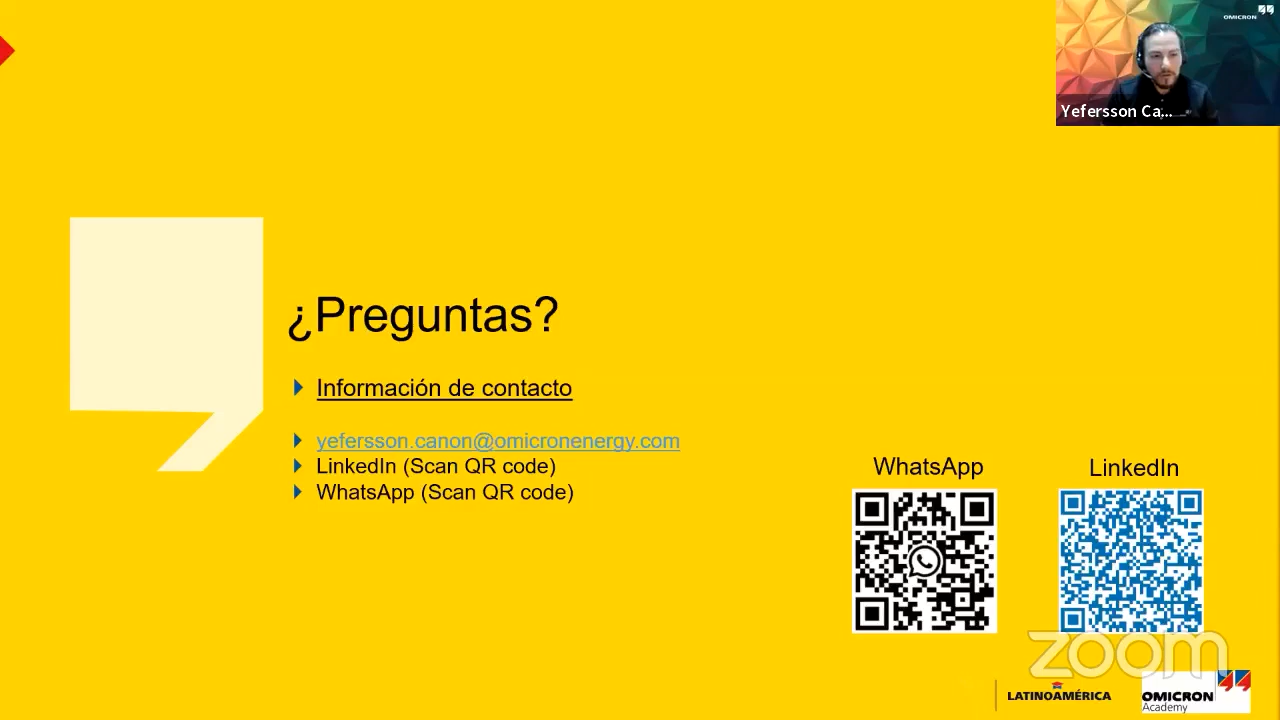 OMICRON
Yefersson Ca...
¿Preguntas?
Información de contacto
yefersson.canon@omicronenergy.com
LinkedIn (Scan QR code)
WhatsApp (Scan QR code)
WhatsApp
LinkedIn
zoom
LATINOAMÉRICA
OMICRON
Academy